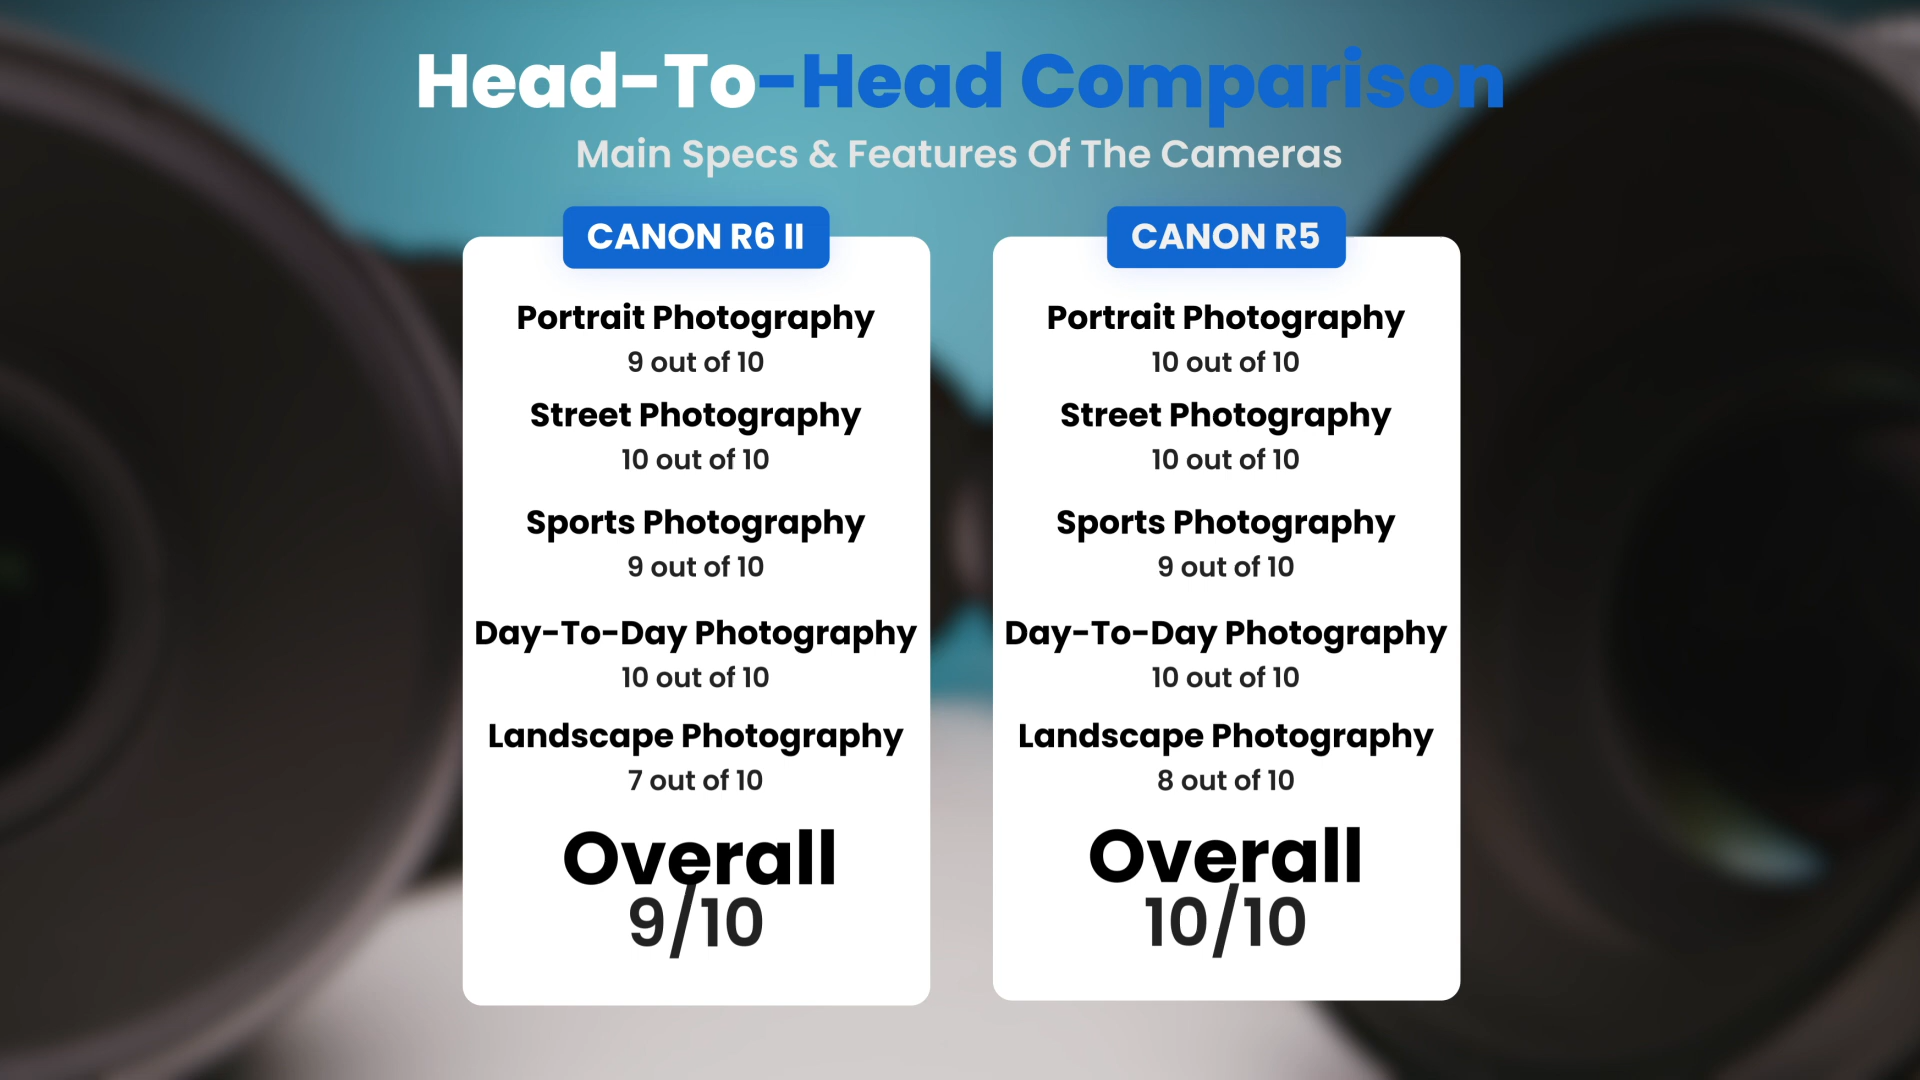 Head-To-Head Comparison
Main Specs & Features Of The Cameras
CANON R6 II
Portrait Photography
9 out of 10
Street Photography
10 out of 10
Sports Photography
9 out of 10
Day-To-Day Photography
10 out of 10
Landscape Photography
7 out of 10
Overall
9/10
CANON R5
Portrait Photography
10 out of 10
Street Photography
10 out of 10
Sports Photography
9 out of 10
Day-To-Day Photography
10 out of 10
Landscape Photography
8 out of 10
Overall
10/10